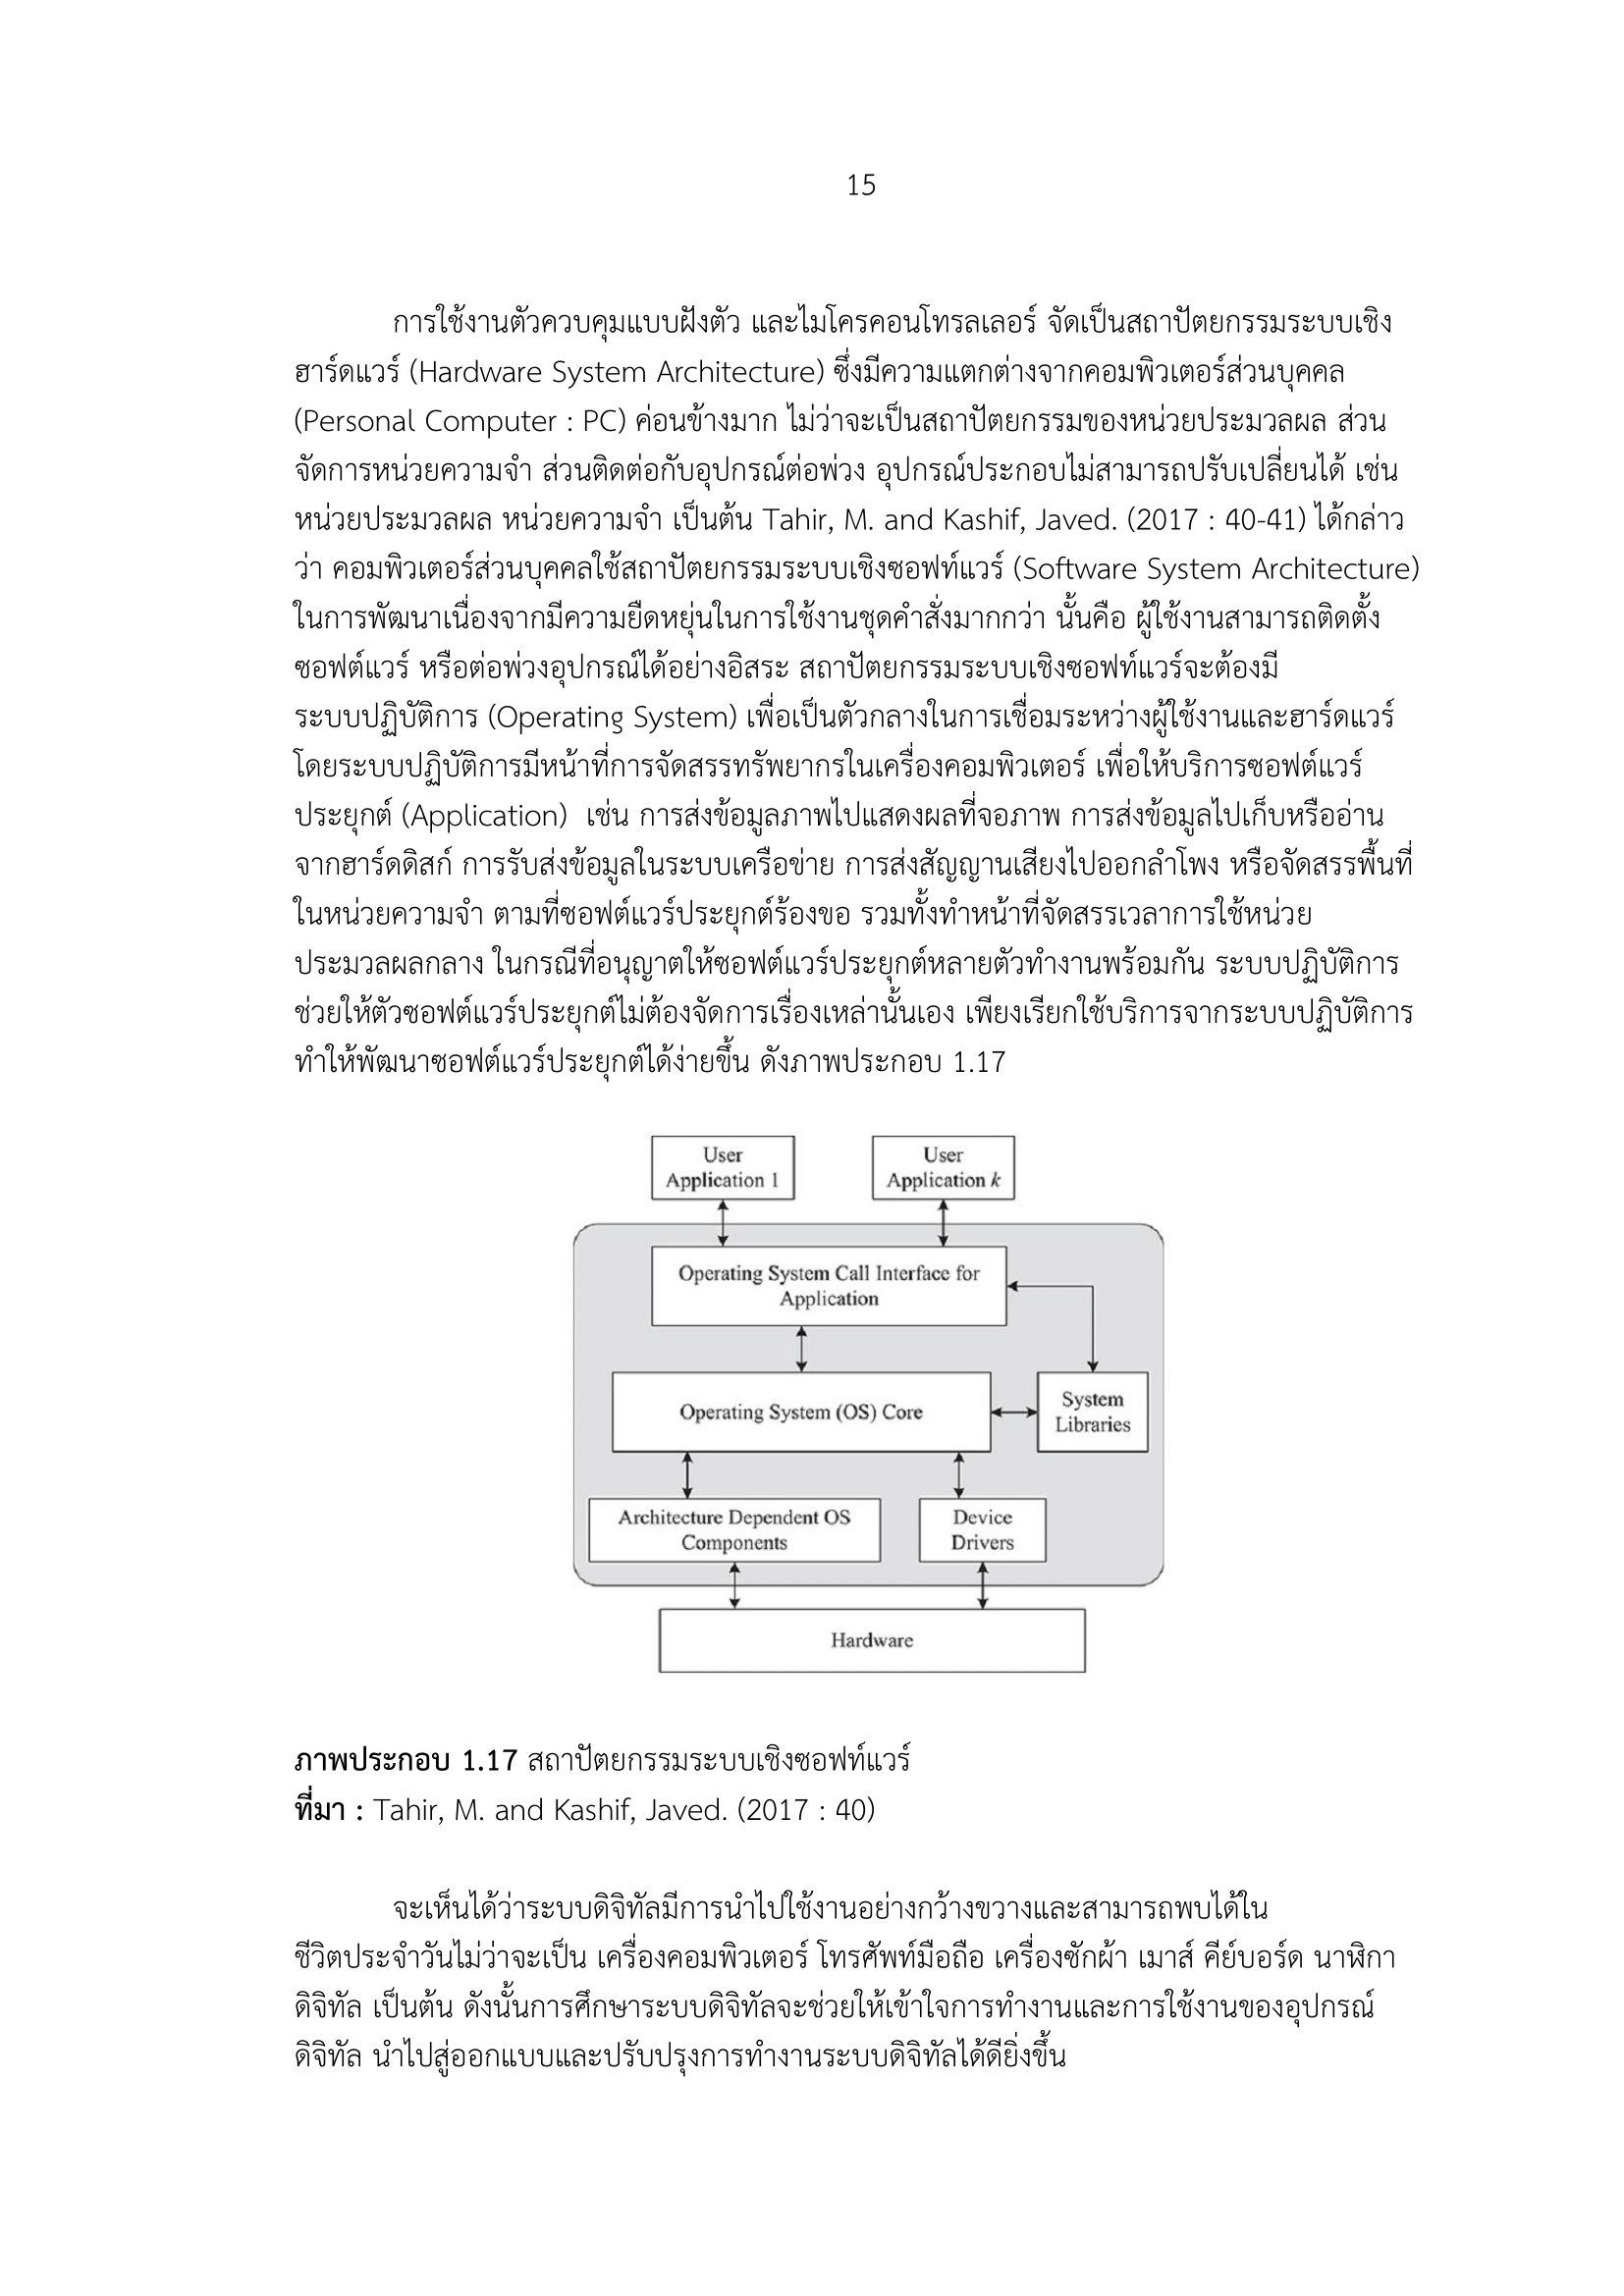 15
การใช้งานตัวควบคุมแบบฝังตัว และไมโครคอนโทรลเลอร์ จัดเป็นสถาปัตยกรรมระบบเชิง
ฮาร์ดแวร์ (Hardware System Architecture) ซึ่งมีความแตกต่างจากคอมพิวเตอร์ส่วนบุคคล
(Personal Computer : PC) ค่อนข้างมาก ไม่ว่าจะเป็นสถาปัตยกรรมของหน่วยประมวลผล ส่วน
จัดการหน่วยความจำ ส่วนติดต่อกับอุปกรณ์ต่อพ่วง อุปกรณ์ประกอบไม่สามารถปรับเปลี่ยนได้ เช่น
หน่วยประมวลผล หน่วยความจำ เป็นต้น Tahir, M. and Kashif, Javed. (2017 : 40-41) ได้กล่าว
ว่า คอมพิวเตอร์ส่วนบุคคลใช้สถาปัตยกรรมระบบเชิงซอฟท์แวร์ (Software System Architecture)
ในการพัฒนาเนื่องจากมีความยืดหยุ่นในการใช้งานชุดคำสั่งมากกว่า นั้นคือ ผู้ใช้งานสามารถติดตั้ง
ซอฟต์แวร์ หรือต่อพ่วงอุปกรณ์ได้อย่างอิสระ สถาปัตยกรรมระบบเชิงซอฟท์แวร์จะต้องมี
ระบบปฏิบัติการ (Operating System) เพื่อเป็นตัวกลางในการเชื่อมระหว่างผู้ใช้งานและฮาร์ดแวร์
โดยระบบปฏิบัติการมีหน้าที่การจัดสรรทรัพยากรในเครื่องคอมพิวเตอร์ เพื่อให้บริการซอฟต์แวร์
ประยุกต์ (Application)  เช่น การส่งข้อมูลภาพไปแสดงผลที่จอภาพ การส่งข้อมูลไปเก็บหรืออ่าน
จากฮาร์ดดิสก์ การรับส่งข้อมูลในระบบเครือข่าย การส่งสัญญานเสียงไปออกลำโพง หรือจัดสรรพื้นที่
ในหน่วยความจำ ตามที่ซอฟต์แวร์ประยุกต์ร้องขอ รวมทั้งทำหน้าที่จัดสรรเวลาการใช้หน่วย
ประมวลผลกลาง ในกรณีที่อนุญาตให้ซอฟต์แวร์ประยุกต์หลายตัวทำงานพร้อมกัน ระบบปฏิบัติการ
ช่วยให้ตัวซอฟต์แวร์ประยุกต์ไม่ต้องจัดการเรื่องเหล่านั้นเอง เพียงเรียกใช้บริการจากระบบปฏิบัติการ
ทำให้พัฒนาซอฟต์แวร์ประยุกต์ได้ง่ายขึ้น ดังภาพประกอบ 1.17
User
Application 1
User
Application k
Operating System Call Interface for
Application
Operating System (OS) Core
System
Libraries
Architecture Dependent OS
Components
Device
Drivers
Hardware
ภาพประกอบ 1.17 สถาปัตยกรรมระบบเชิงซอฟท์แวร์
ที่มา : Tahir, M. and Kashif, Javed. (2017 : 40)
จะเห็นได้ว่าระบบดิจิทัลมีการนำไปใช้งานอย่างกว้างขวางและสามารถพบได้ใน
ชีวิตประจำวันไม่ว่าจะเป็น เครื่องคอมพิวเตอร์ โทรศัพท์มือถือ เครื่องซักผ้า เมาส์ คีย์บอร์ด นาฬิกา
ดิจิทัล เป็นต้น ดังนั้นการศึกษาระบบดิจิทัลจะช่วยให้เข้าใจการทำงานและการใช้งานของอุปกรณ์
ดิจิทัล นำไปสู่ออกแบบและปรับปรุงการทำงานระบบดิจิทัลได้ดียิ่งขึ้น